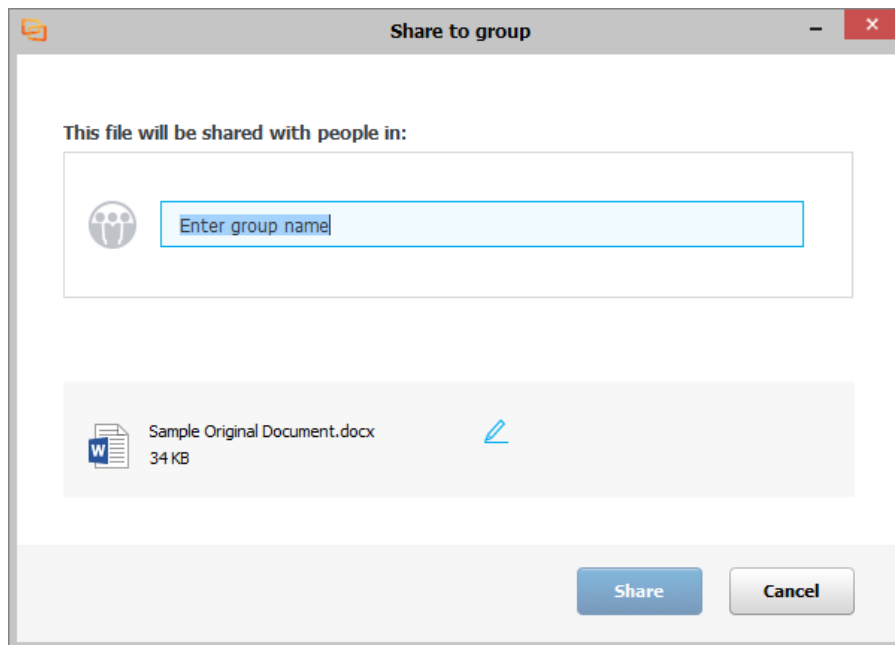 Share to group
This file will be shared with people in:
Enter group name
W
Sample Original Document.docx
34 KB
Share
Cancel